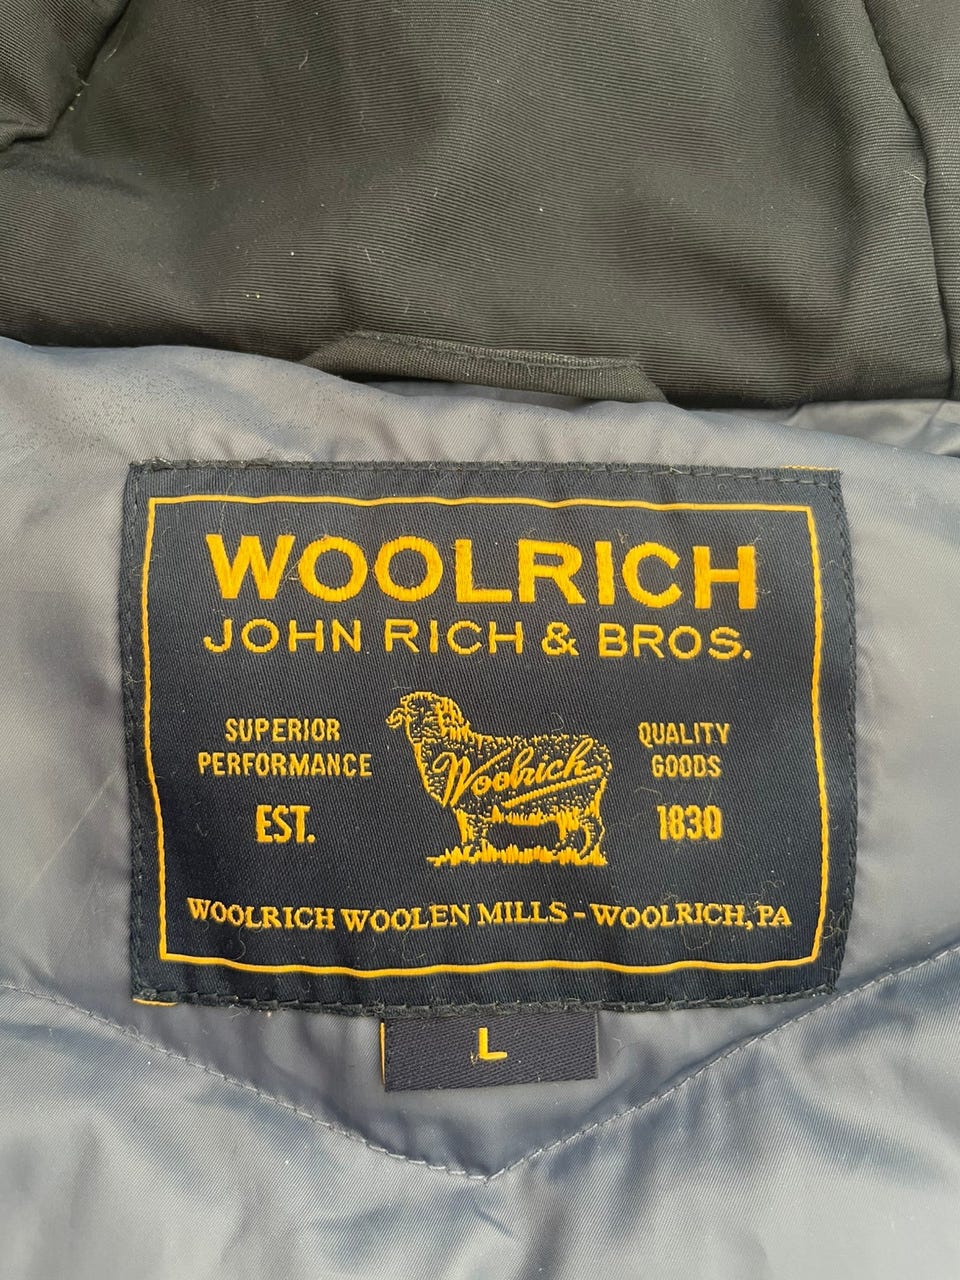 WOOLRICH
JOHN RICH & BROS.
SUPERIOR
PERFORMANCE
EST.
Woolrich
QUALITY
GOODS
1830
WOOLRICH WOOLEN MILLS - WOOLRICH, PA
L